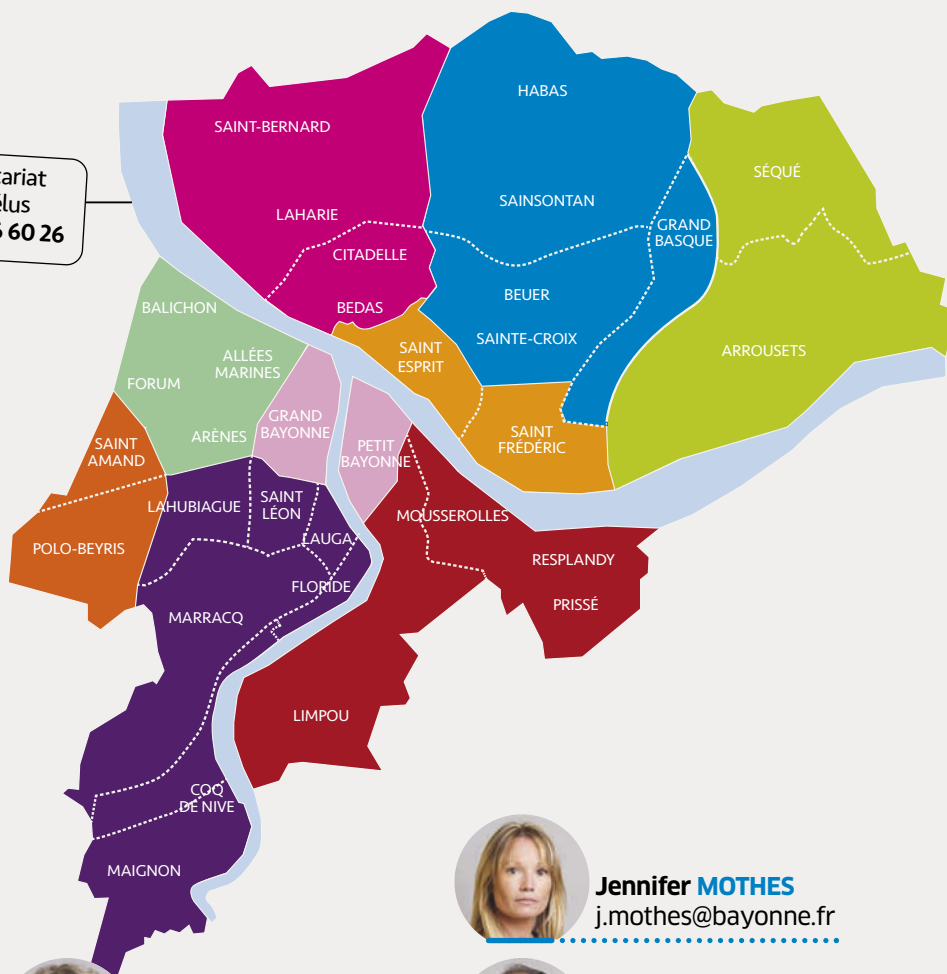 HABAS
SAINT-BERNARD
SÉQUÉ
SAINSONTAN
LAHARIE
GRAND
BASQUE
CITADELLE
60 26
BEUER
BALICHON
BEDAS
SAINTE-CROIX
SAINT
ESPRIT
ARROUSETS
ALLÉES
MARINES
FORUM
GRAND
BAYONNE
ARÈNES
SAINT
AMAND
PETIT
BAYONNE
SAINT
FRÉDÉRIC
LAHUBIAGUE
SAINT
LÉON
MOUSSEROLLES
LAUGA
POLO-BEYRIS
RESPLANDY
FLORIDE
PRISSÉ
MARRACQ
LIMPOU
COQ
DE NIVE
MAIGNON
Jennifer MOTHES
j.mothes@bayonne.fr